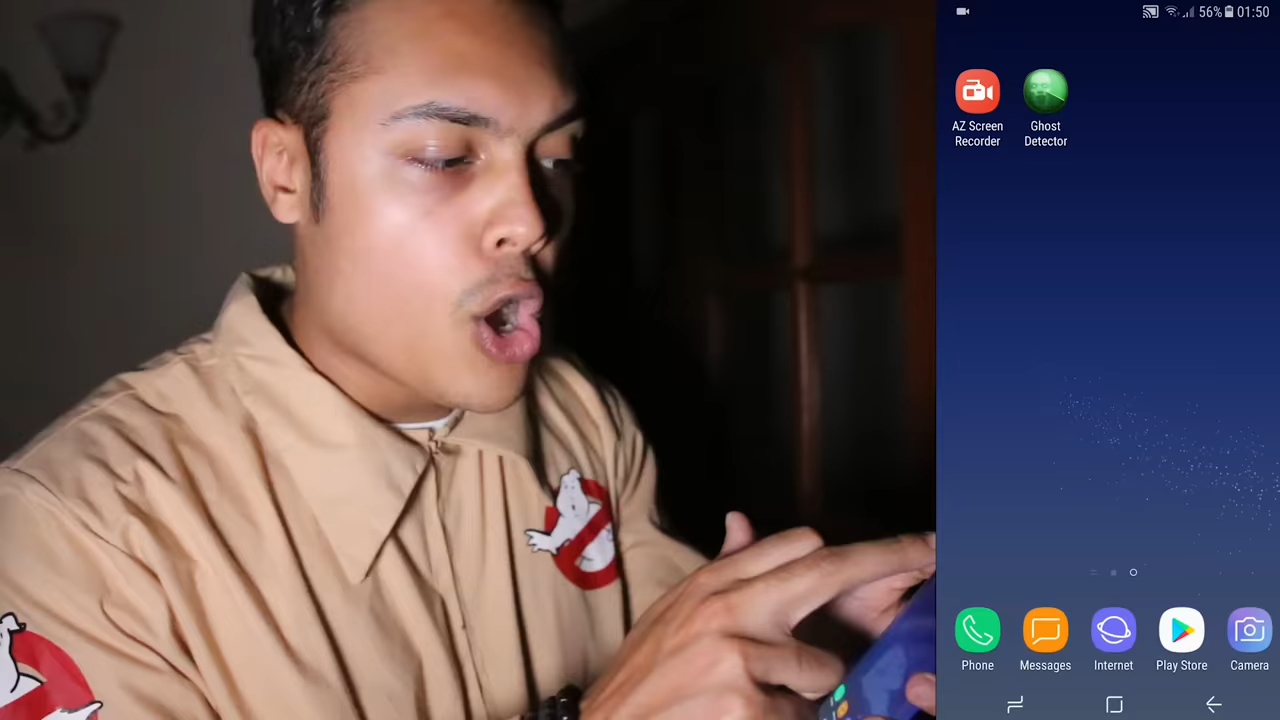 56% 01:50
AZ Screen
Recorder
Ghost
Detector
Phone
Messages
Internet
Play Store
Camera